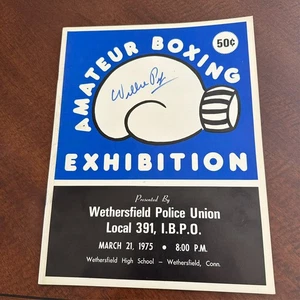 50¢
AMATEUR BOXING
Willie Pep
EXHIBITION
Presented By
Wethersfield Police Union
Local 391, I.B.P.O.
MARCH 21, 1975 • 8:00 P.M.
Wethersfield High School — Wethersfield, Conn.